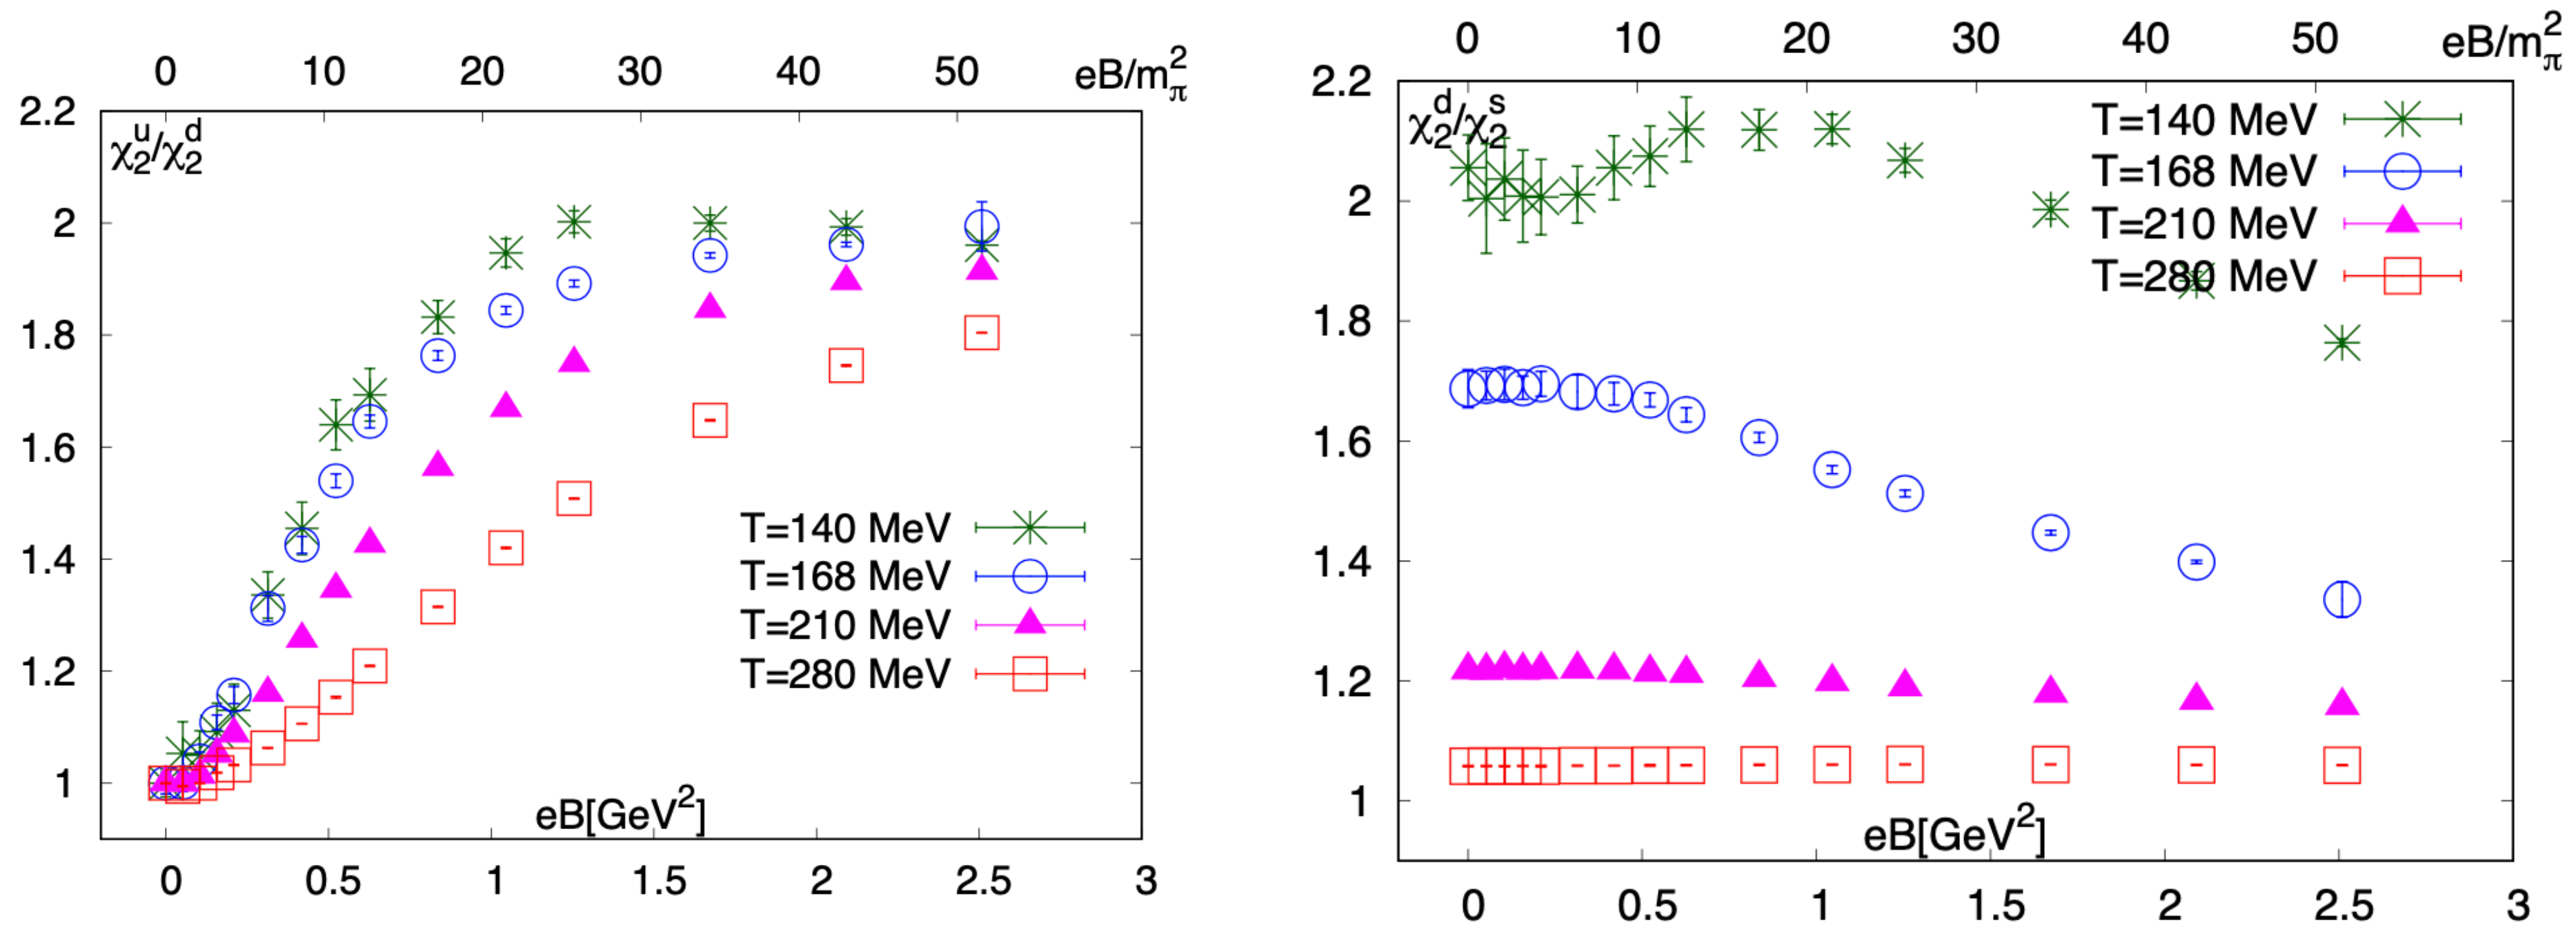 0 10 20 30 40 50 eB/m_π^2
2.2
χ_2^u/χ_2^d
2
1.8
1.6
1.4
1.2
1
T=140 MeV
T=168 MeV
T=210 MeV
T=280 MeV
eB[GeV^2]
0 0.5 1 1.5 2 2.5 3
0 10 20 30 40 50 eB/m_π^2
2.2
χ_2^d/χ_2^s
2
1.8
1.6
1.4
1.2
1
T=140 MeV
T=168 MeV
T=210 MeV
T=280 MeV
eB[GeV^2]
0 0.5 1 1.5 2 2.5 3